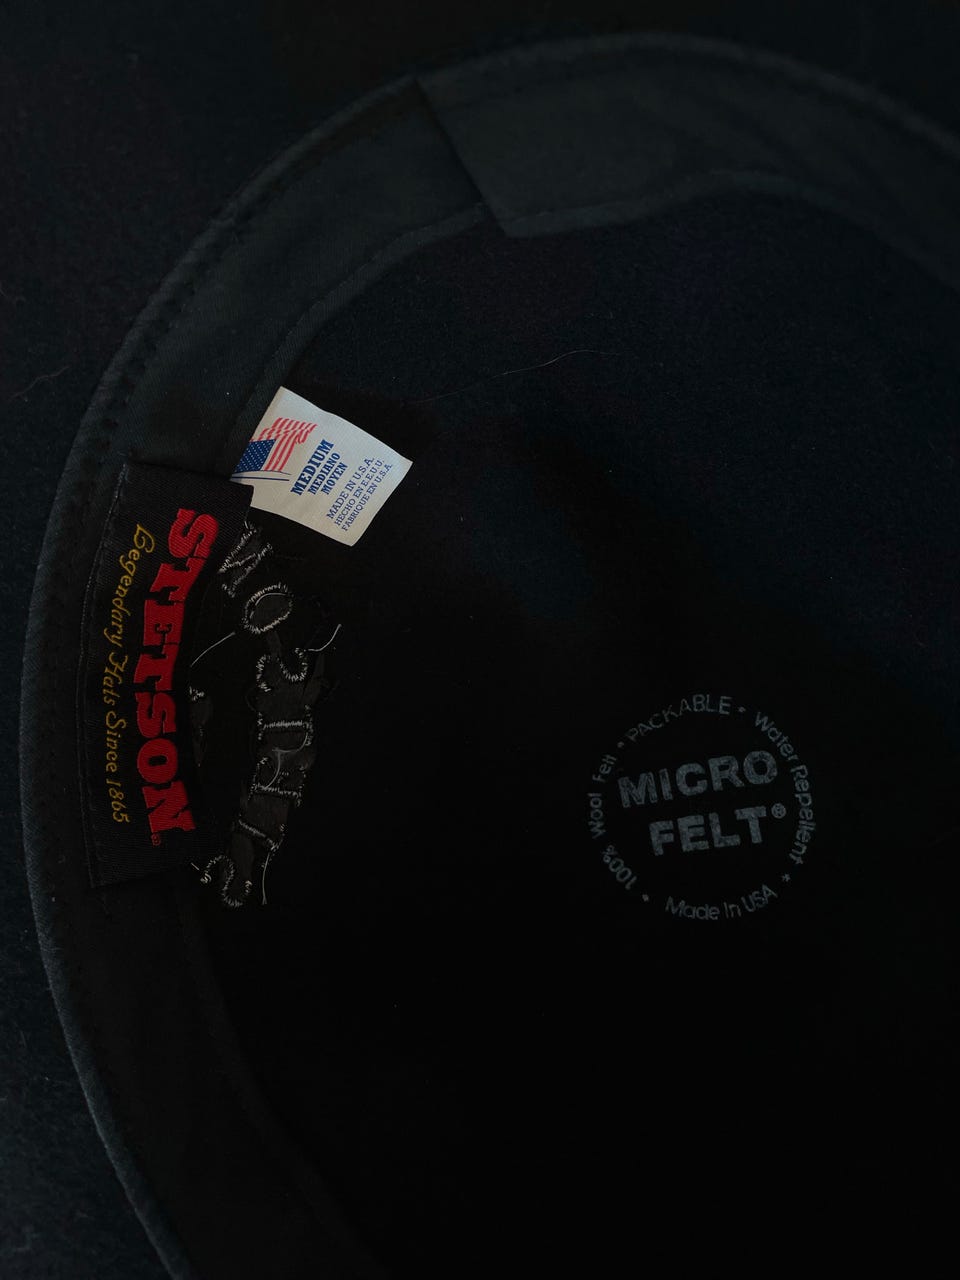 MEDIUM
MEDIANO
MOYEN
MADE IN U.S.A.
HECHO EN E.E.U.U.
FABRIQUE EN U.S.A.
STETSON®
Legendary Hats Since 1865
100% Wool Felt • PACKABLE • Water Repellent •
MICRO
FELT®
Made In USA •